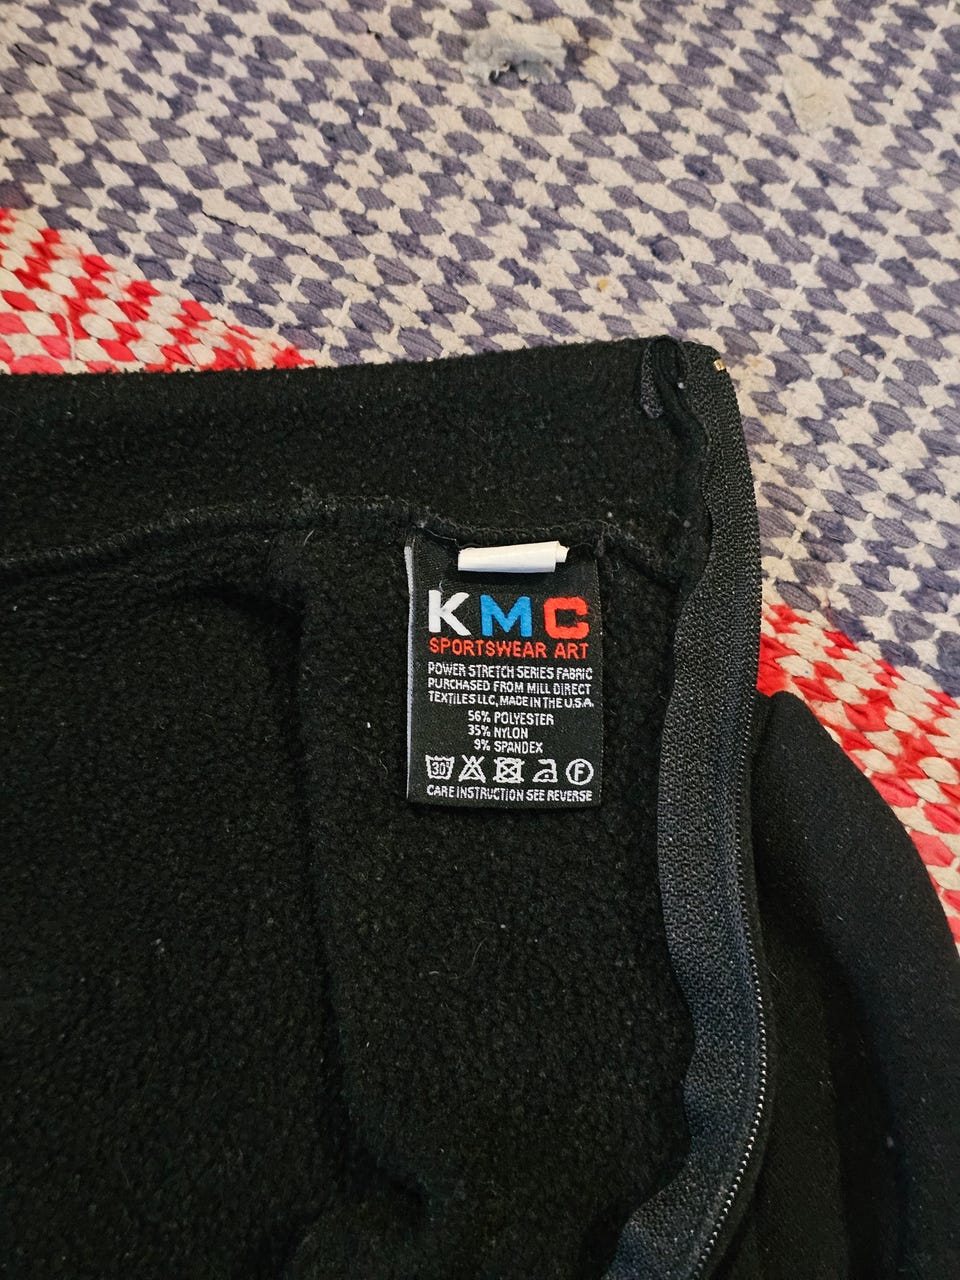 KMC
SPORTSWEAR ART
POWER STRETCH SERIES FABRIC
PURCHASED FROM MILL DIRECT
TEXTILES LLC, MADE IN THE U.S.A.
56% POLYESTER
35% NYLON
9% SPANDEX
30 F
CARE INSTRUCTION SEE REVERSE